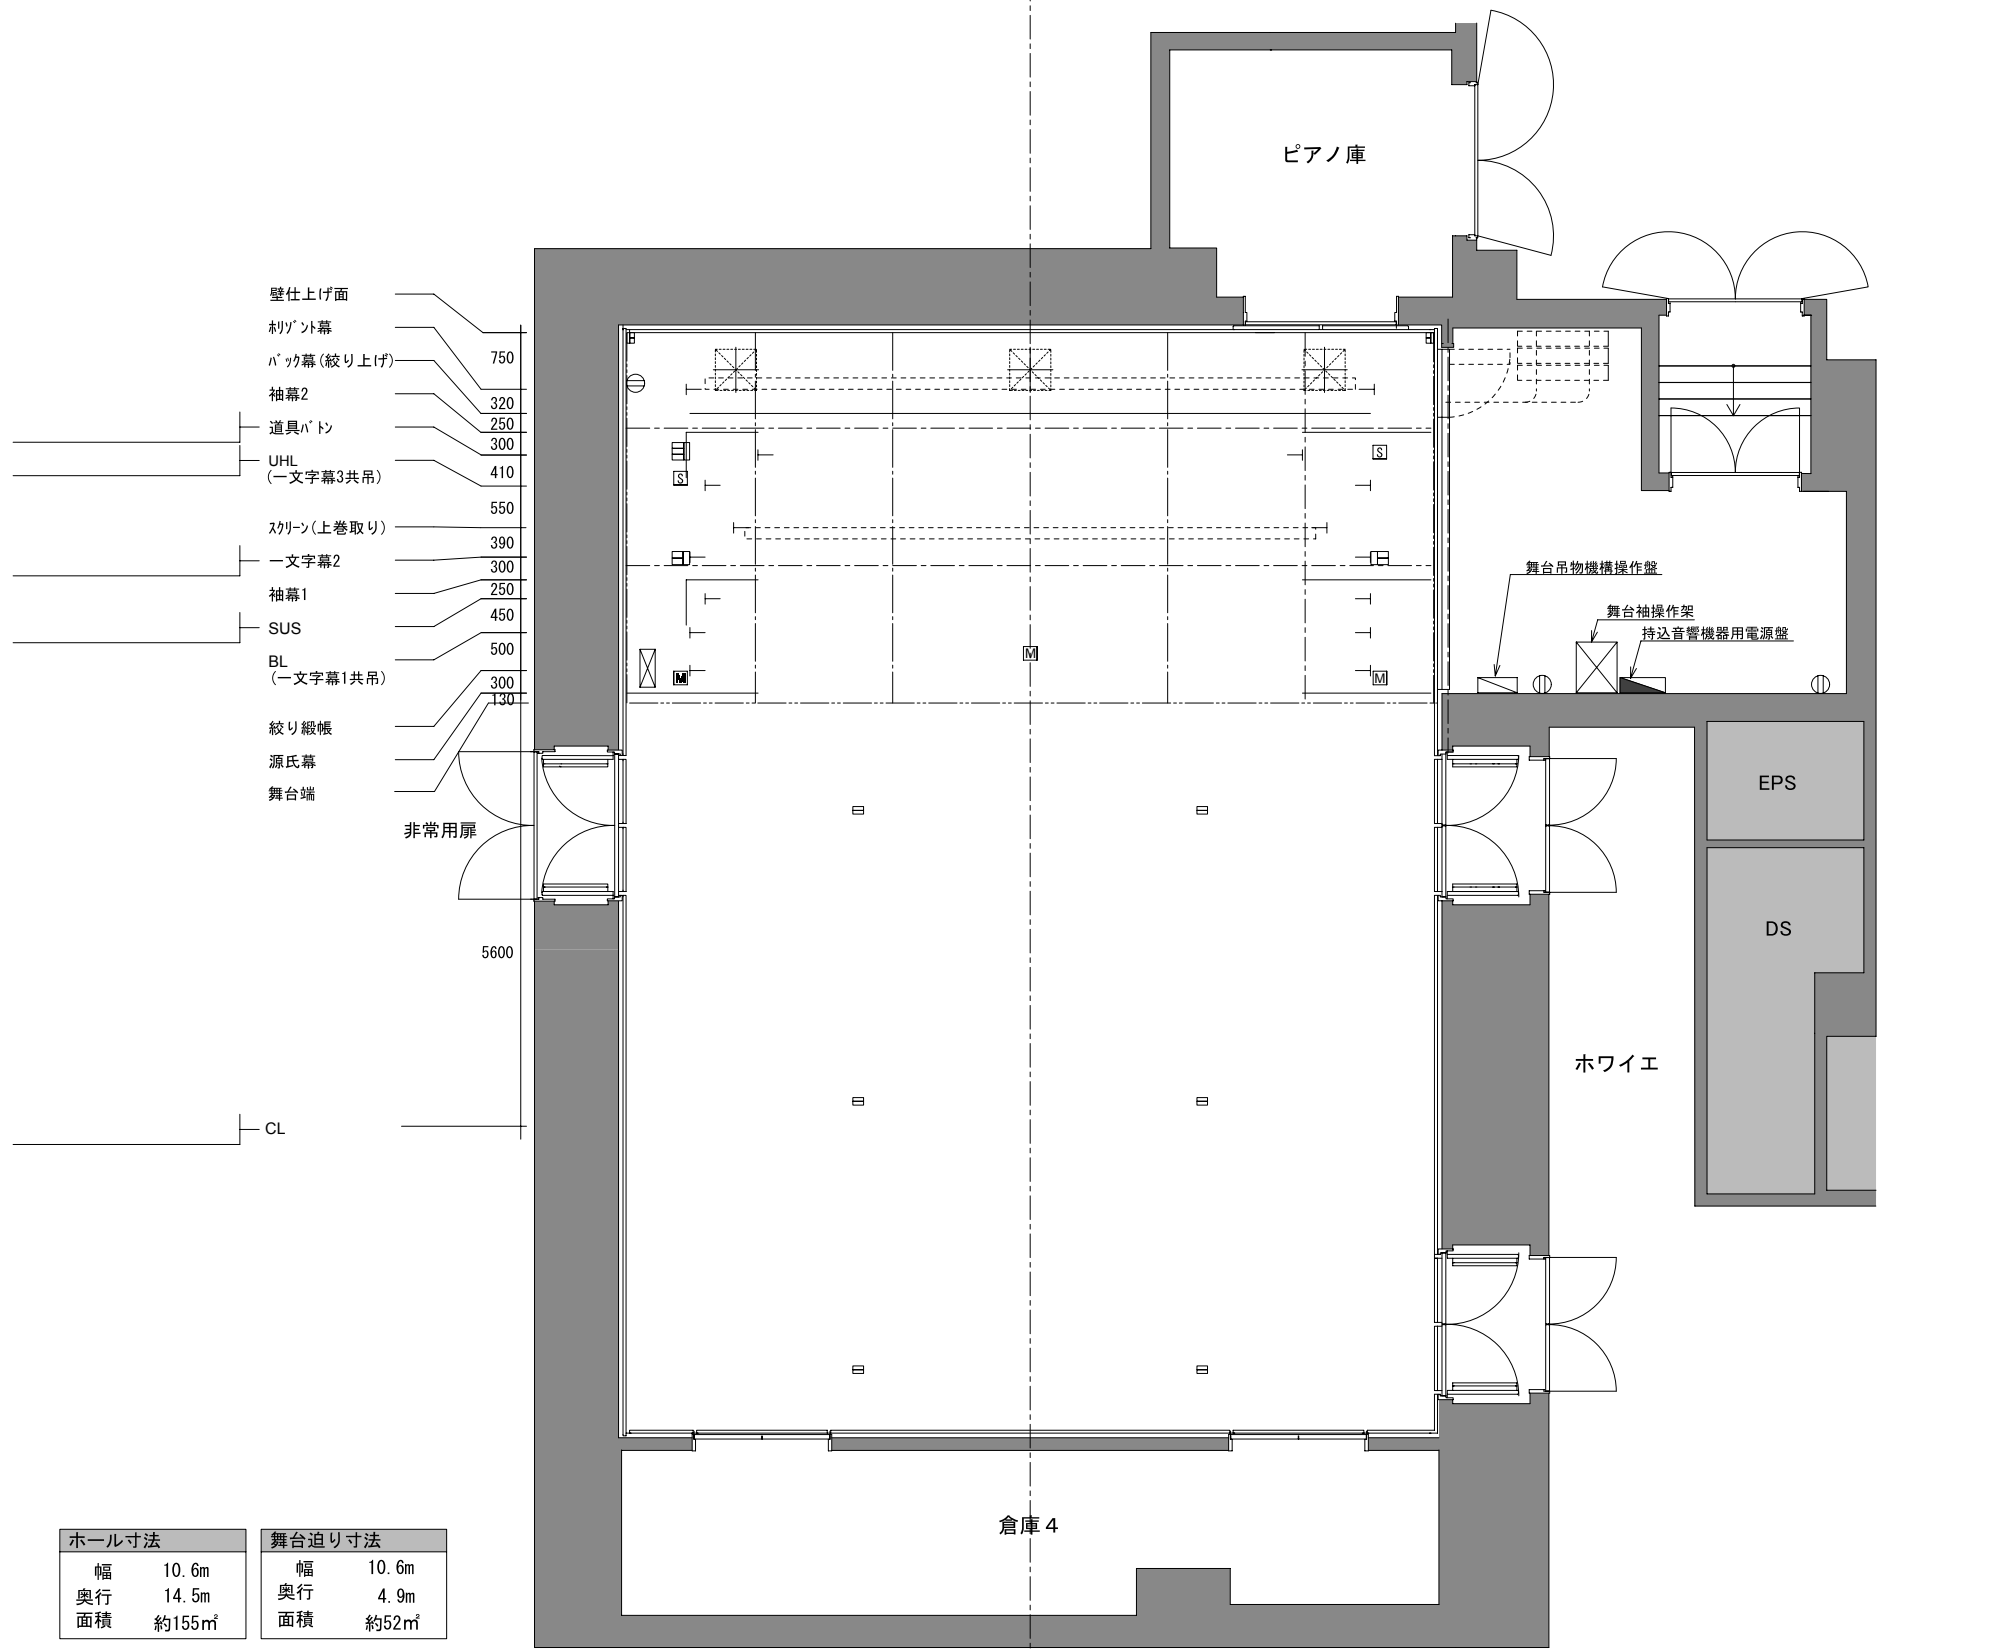 ピアノ庫
壁仕上げ面
ﾎﾘｿﾞﾝﾄ幕
ﾊﾞｯｸ幕(絞り上げ)
袖幕2
道具ﾊﾞﾄﾝ
UHL
(一文字幕3共吊)
ｽｸﾘｰﾝ(上巻取り)
一文字幕2
袖幕1
SUS
BL
(一文字幕1共吊)
絞り緞帳
源氏幕
舞台端
非常用扉
CL
750
320
250
300
410
550
390
300
250
450
500
300
130
5600
S
S
M
M
M
舞台吊物機構操作盤
舞台袖操作架
持込音響機器用電源盤
EPS
DS
ホワイエ
倉庫４
ホール寸法
幅 10.6m
奥行 14.5m
面積 約155㎡
舞台迫り寸法
幅 10.6m
奥行 4.9m
面積 約52㎡